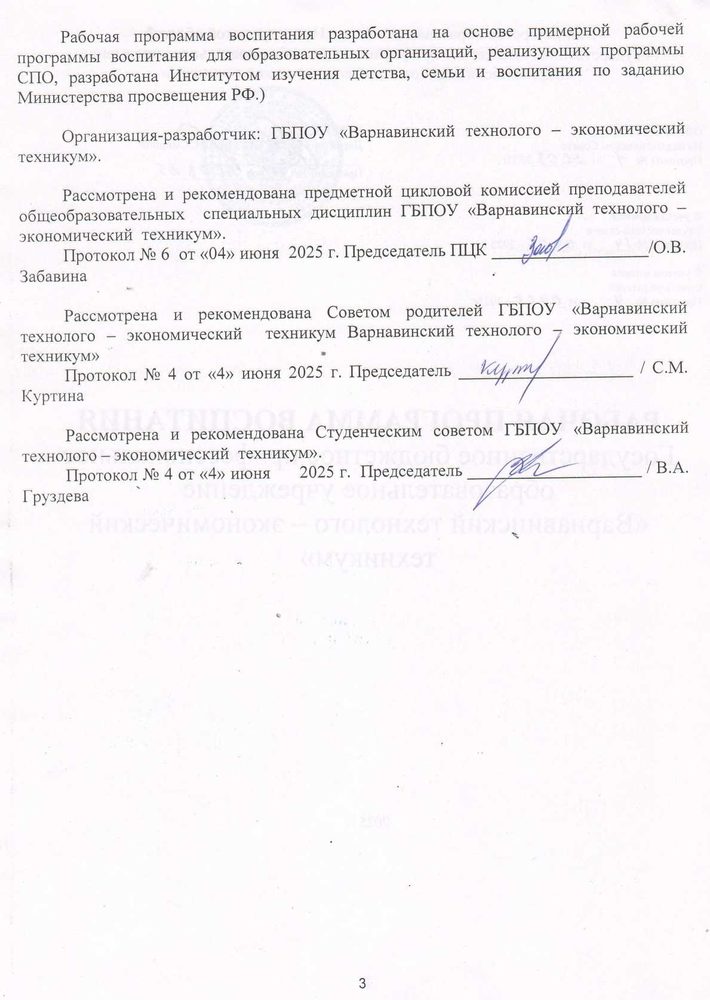 Рабочая программа воспитания разработана на основе примерной рабочей
программы воспитания для образовательных организаций, реализующих программы
СПО, разработана Институтом изучения детства, семьи и воспитания по заданию
Министерства просвещения РФ.)
Организация-разработчик: ГБПОУ «Варнавинский технолого – экономический
техникум».
Рассмотрена и рекомендована предметной цикловой комиссией преподавателей
общеобразовательных специальных дисциплин ГБПОУ «Варнавинский технолого –
экономический техникум».
Протокол № 6 от «04» июня 2025 г. Председатель ПЦК ___________________/О.В.
Забавина
Рассмотрена и рекомендована Советом родителей ГБПОУ «Варнавинский
технолого – экономический техникум Варнавинский технолого – экономический
техникум»
Протокол № 4 от «4» июня 2025 г. Председатель _____________________ / С.М.
Куртина
Рассмотрена и рекомендована Студенческим советом ГБПОУ «Варнавинский
технолого – экономический техникум».
Протокол № 4 от «4» июня 2025 г. Председатель _____________________ / В.А.
Груздева
3